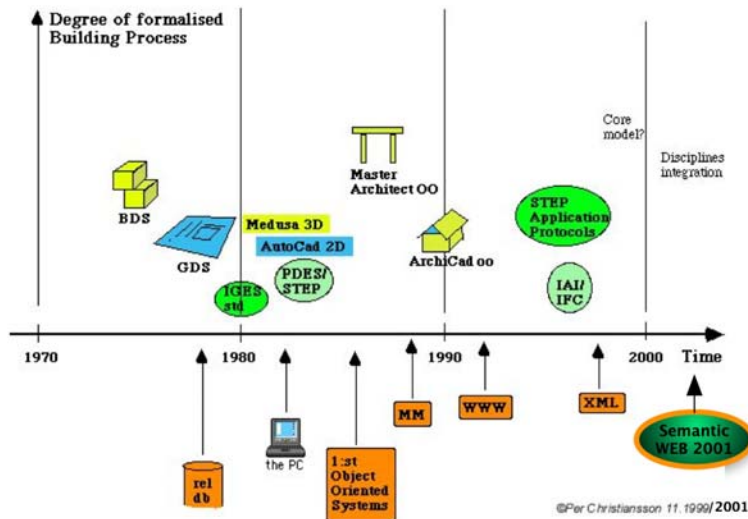 Degree of formalised
Building Process
BDS
GDS
Medusa 3D
AutoCad 2D
IGES
std
PDES/
STEP
Master
Architect OO
ArchiCad oo
STEP
Application
Protocols
IAI/
IFC
Core
model?
Disciplines
integration
1970
1980
1990
2000
Time
rel
db
the PC
1:st
Object
Oriented
Systems
MM
WWW
XML
Semantic
WEB 2001
©Per Christiansson 11.1999/2001